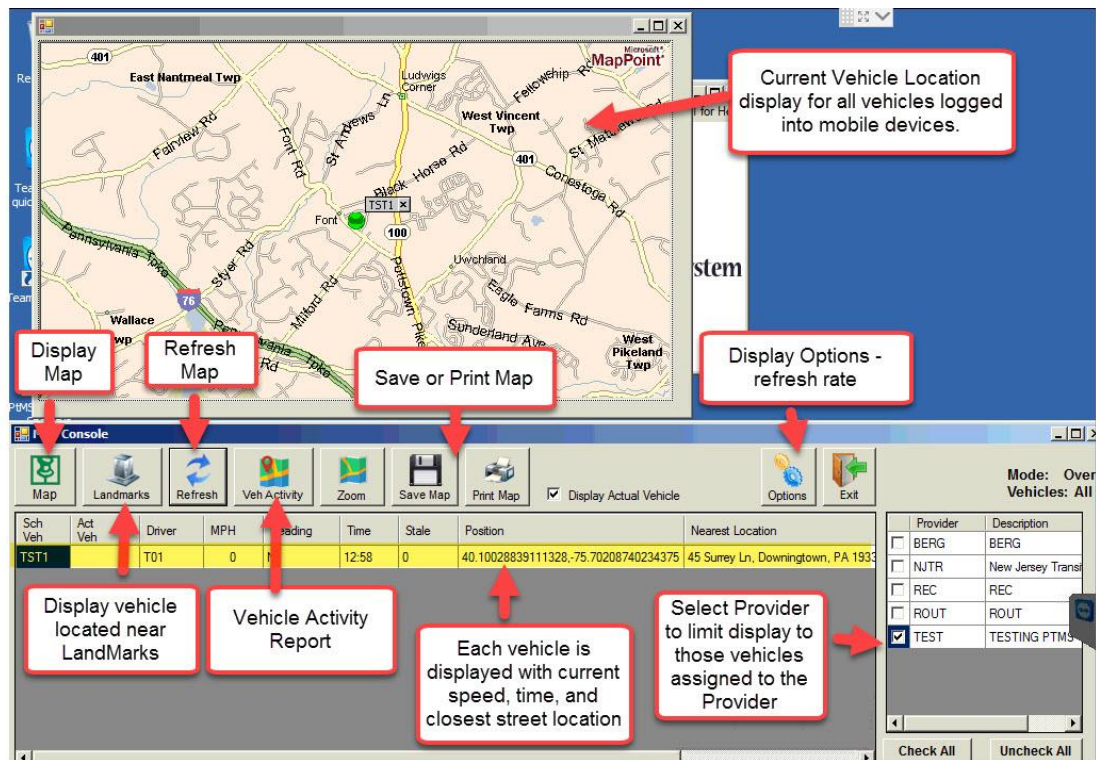 Microsoft
MapPoint
401
East Nantmeal Twp
Ludwigs
Corner
Fellowship Rd
West Vincent
Twp
Fairview Rd
Font Rd
St Andrews Ln
St Matthews Rd
401
Conestoga Rd
Black Horse Rd
TST1
Font
100
Pennsylvania Tpke
Styer Rd
Uwchland
Pottstown Pike
Eagle Farms Rd
76
Milford Rd
Wallace
Sunderland Ave
West
Pikeland
Twp
Rd
Current Vehicle Location
display for all vehicles logged
into mobile devices.
for
stem
quic
Team
Display
Map
Refresh
Map
Save or Print Map
Display Options -
refresh rate
Console
Map
Landmarks
Refresh
Veh Activity
Zoom
Save Map
Print Map
Display Actual Vehicle
Options
Exit
Mode: Over
Vehicles: All
Sch
Veh
Act
Veh
Driver
MPH
Time
Stale
Position
Nearest Location
TST1
T01
0
12:58
0
40.10028839111328,-75.70208740234375
45 Surrey Ln, Downingtown, PA 1933
Provider
Description
BERG
BERG
NJTR
New Jersey Transi
REC
REC
ROUT
ROUT
TEST
TESTING PTMS
Display vehicle
located near
LandMarks
Vehicle Activity
Report
Each vehicle is
displayed with current
speed, time, and
closest street location
Select Provider
to limit display to
those vehicles
assigned to the
Provider
Check All
Uncheck All